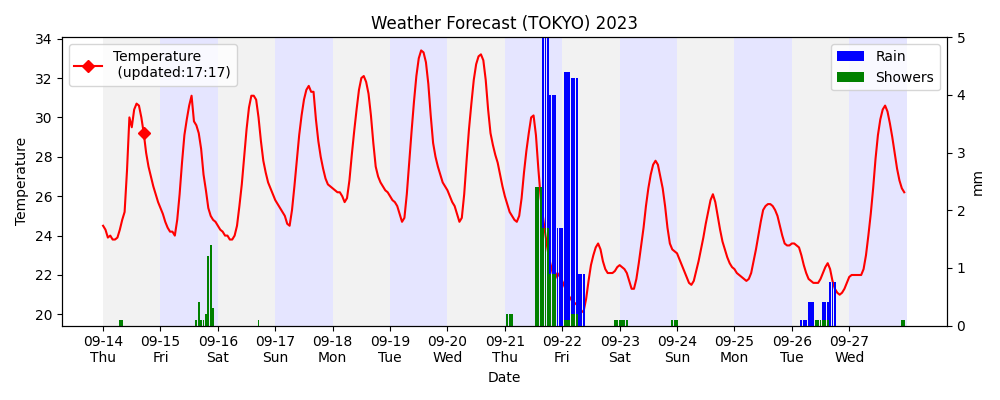 Weather Forecast (TOKYO) 2023
Temperature
(updated:17:17)
Rain
Showers
34
32
30
28
26
24
22
20
Temperature
5
4
3
2
1
0
mm
09-14 09-15 09-16 09-17 09-18 09-19 09-20 09-21 09-22 09-23 09-24 09-25 09-26 09-27
Thu Fri Sat Sun Mon Tue Wed Thu Fri Sat Sun Mon Tue Wed
Date